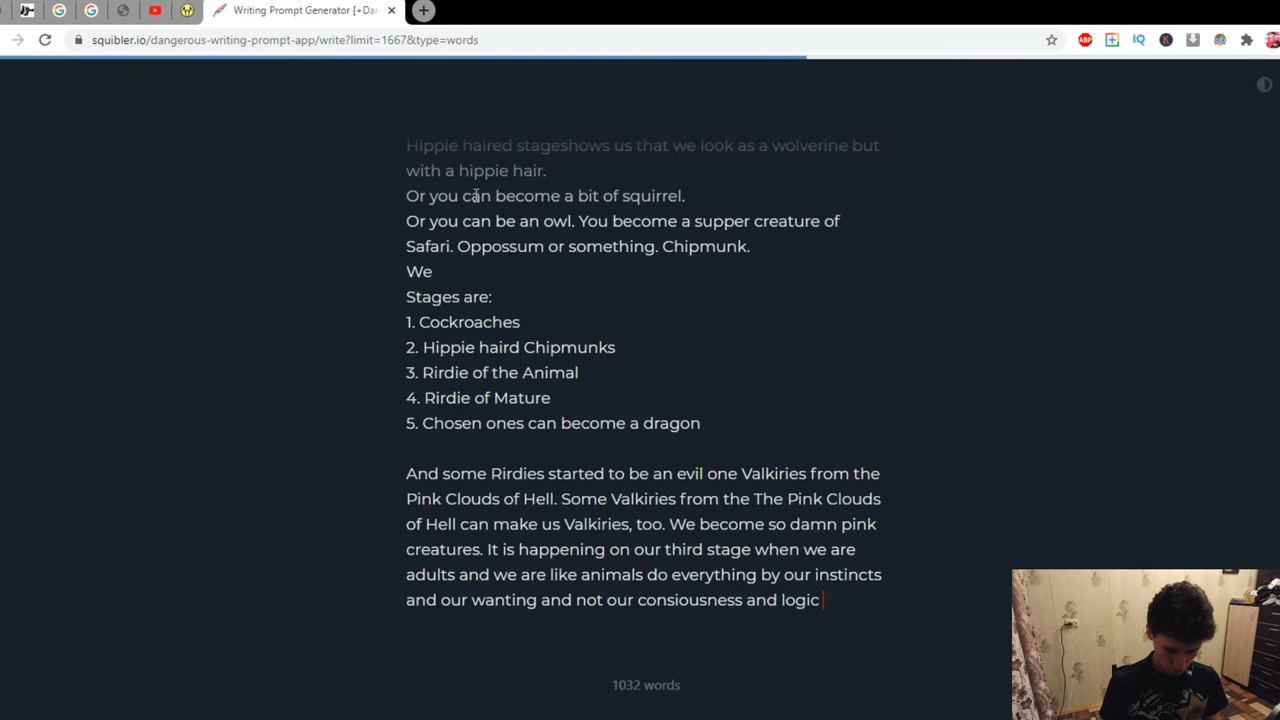 Writing Prompt Generator [+Dan
squibler.io/dangerous-writing-prompt-app/write?limit=1667&type=words
ABP
IQ
K
Hippie haired stageshows us that we look as a wolverine but
with a hippie hair.
Or you can become a bit of squirrel.
Or you can be an owl. You become a supper creature of
Safari. Oppossum or something. Chipmunk.
We
Stages are:
1. Cockroaches
2. Hippie haird Chipmunks
3. Rirdie of the Animal
4. Rirdie of Mature
5. Chosen ones can become a dragon
And some Rirdies started to be an evil one Valkiries from the
Pink Clouds of Hell. Some Valkiries from the The Pink Clouds
of Hell can make us Valkiries, too. We become so damn pink
creatures. It is happening on our third stage when we are
adults and we are like animals do everything by our instincts
and our wanting and not our consiousness and logic
1032 words